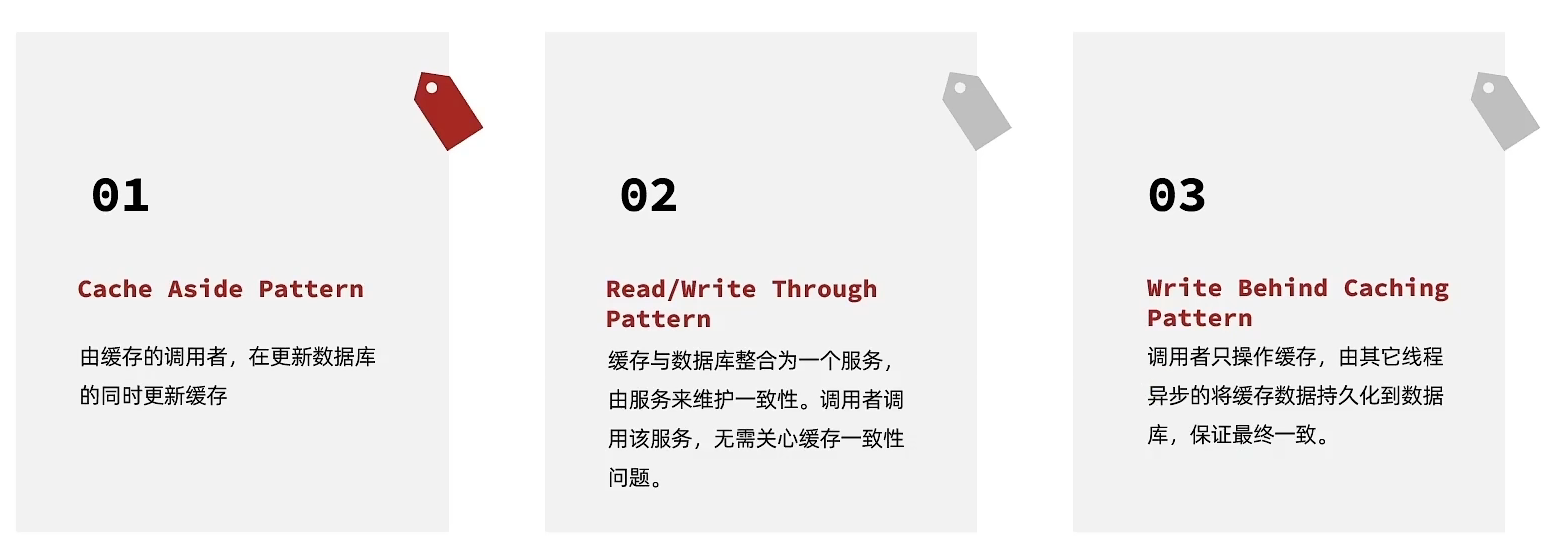 01
Cache Aside Pattern
由缓存的调用者，在更新数据库
的同时更新缓存
02
Read/Write Through
Pattern
缓存与数据库整合为一个服务，
由服务来维护一致性。调用者调
用该服务，无需关心缓存一致性
问题。
03
Write Behind Caching
Pattern
调用者只操作缓存，由其它线程
异步的将缓存数据持久化到数据
库，保证最终一致。